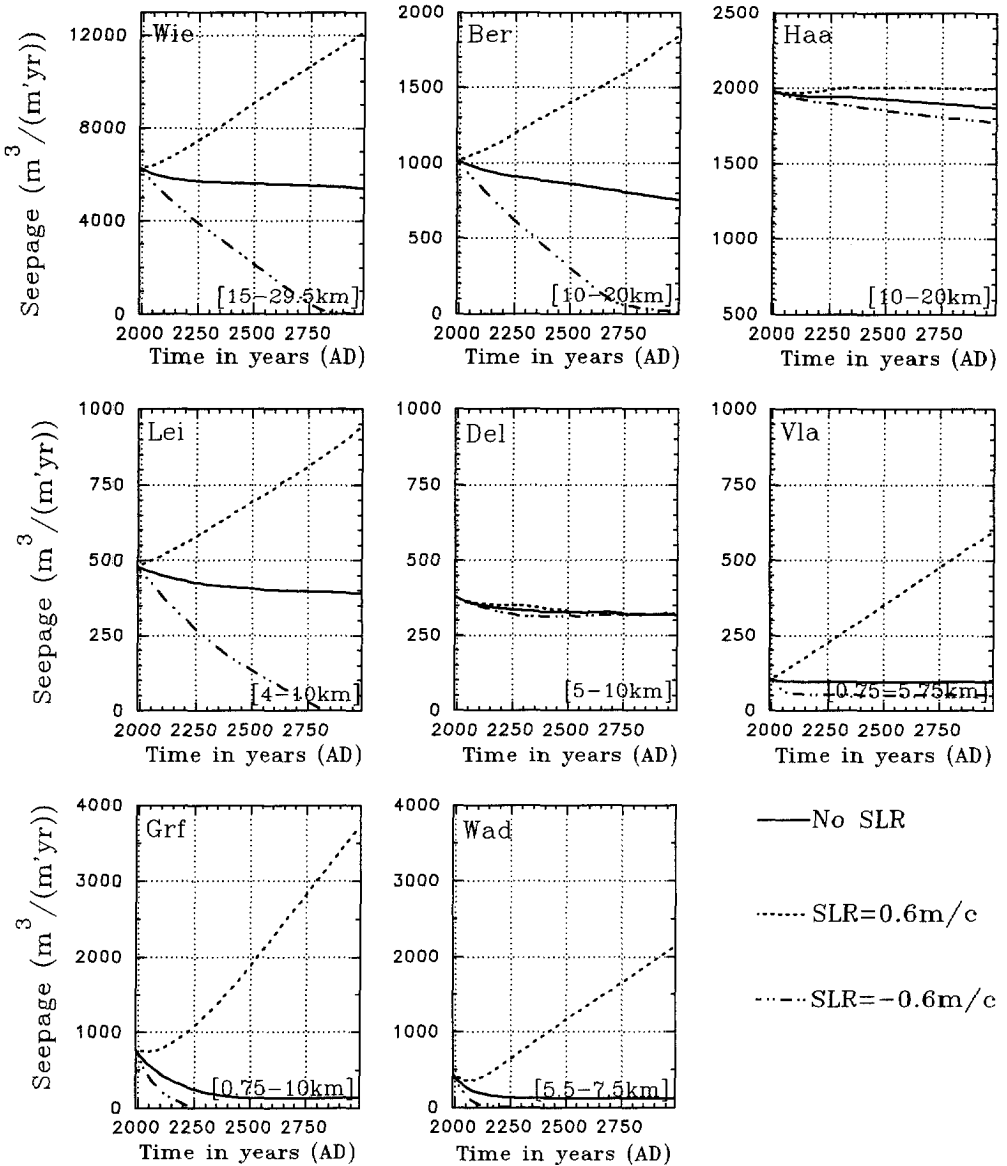 Seepage (m³/(m'yr))
Wie
12000
8000
4000
0
[15-29.5km]
2000 2250 2500 2750
Time in years (AD)
Ber
2000
1500
1000
500
0
[10-20km]
2000 2250 2500 2750
Time in years (AD)
Haa
2500
2000
1500
1000
500
[10-20km]
2000 2250 2500 2750
Time in years (AD)
Seepage (m³/(m'yr))
Lei
1000
750
500
250
0
[4-10km]
2000 2250 2500 2750
Time in years (AD)
Del
1000
750
500
250
0
[5-10km]
2000 2250 2500 2750
Time in years (AD)
Vla
1000
750
500
250
0
[0.75-5.75km]
2000 2250 2500 2750
Time in years (AD)
Seepage (m³/(m'yr))
Grf
4000
3000
2000
1000
0
[0.75-10km]
2000 2250 2500 2750
Time in years (AD)
Wad
4000
3000
2000
1000
0
[5.5-7.5km]
2000 2250 2500 2750
Time in years (AD)
No SLR
SLR=0.6m/c
SLR=-0.6m/c